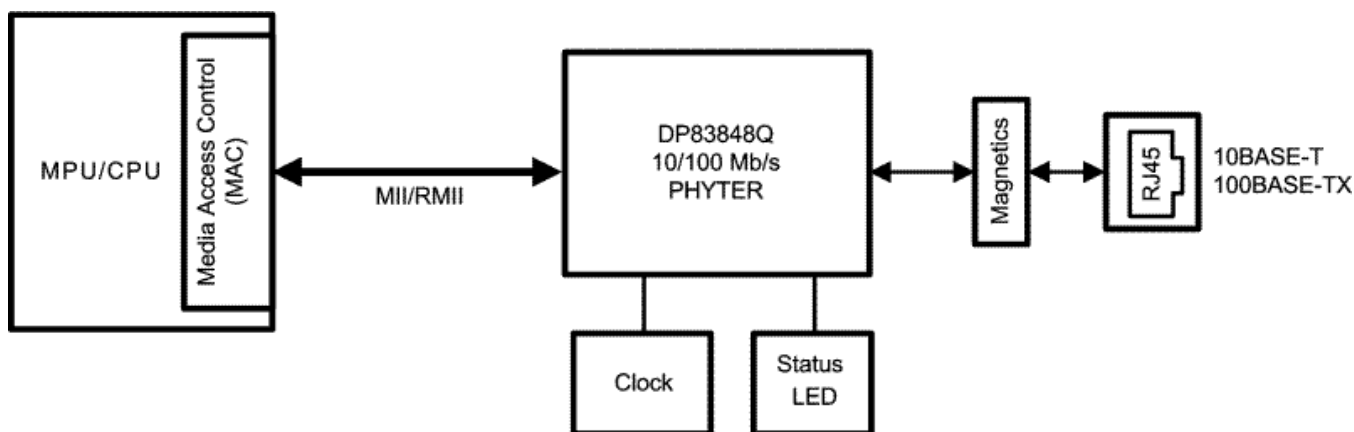 MPU/CPU
Media Access Control
(MAC)
MII/RMII
DP83848Q
10/100 Mb/s
PHYTER
Magnetics
RJ45
10BASE-T
100BASE-TX
Clock
Status
LED